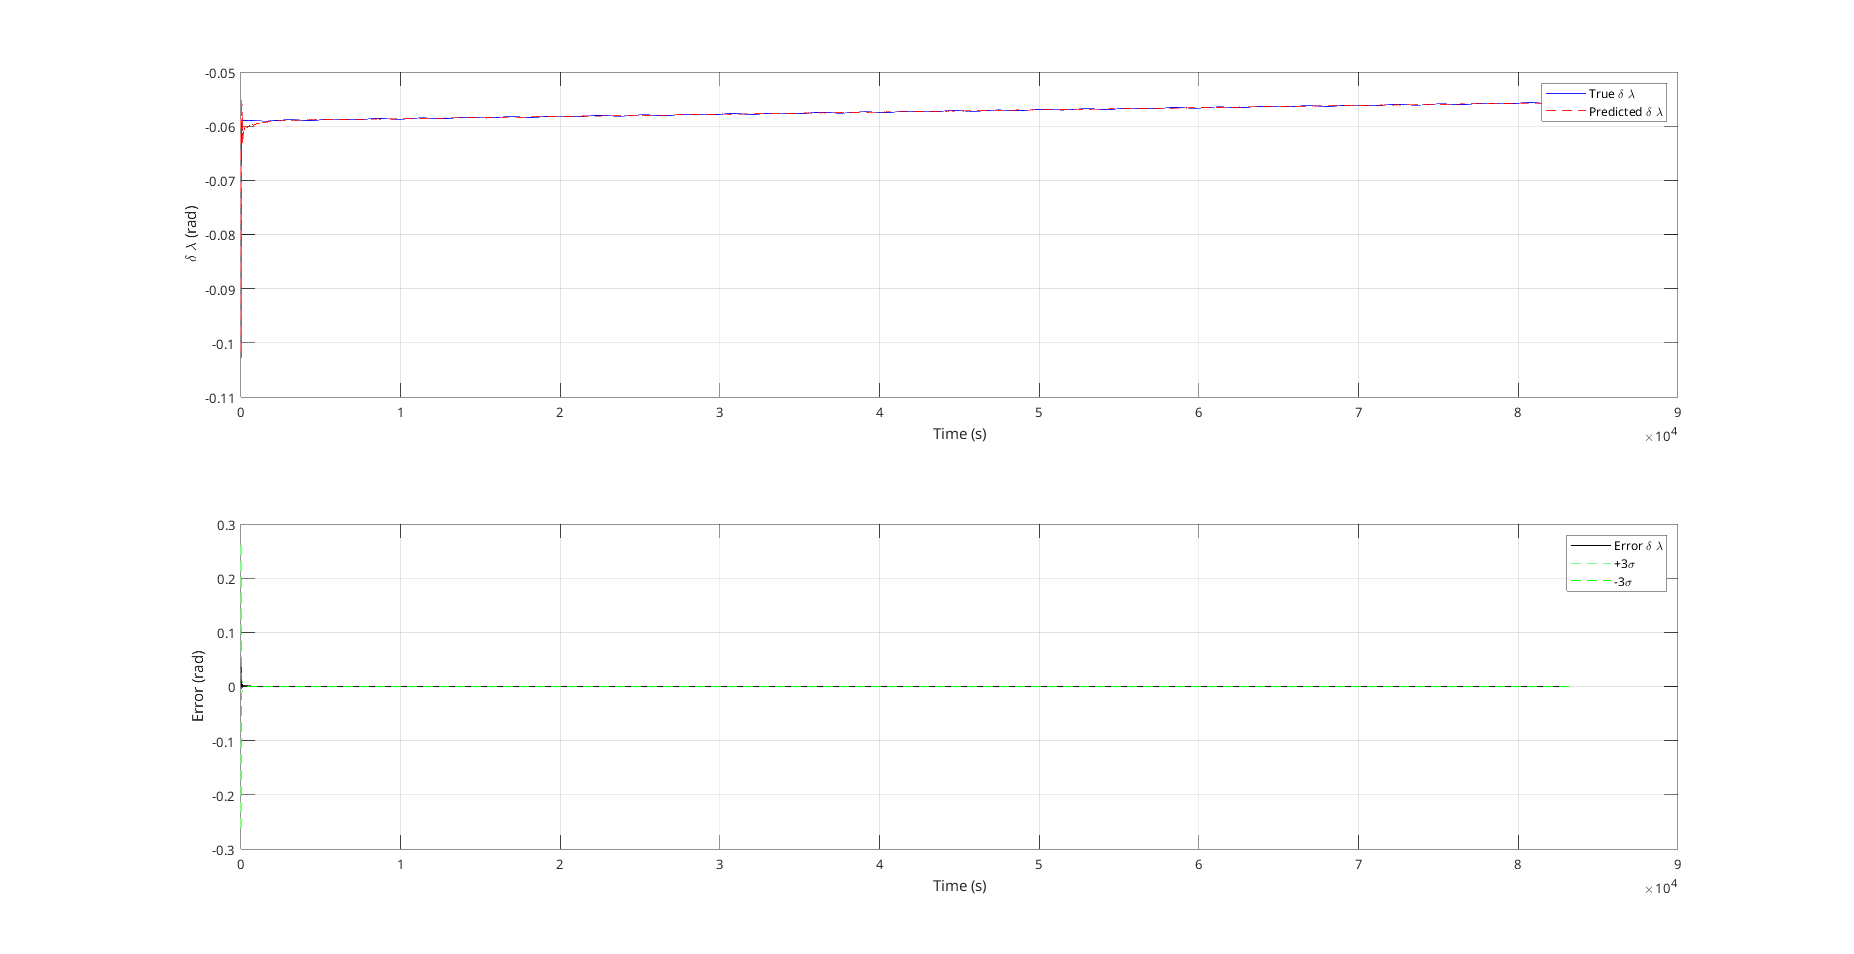 -0.05
-0.06
-0.07
-0.08
-0.09
-0.1
-0.11
δ λ (rad)
0 1 2 3 4 5 6 7 8 9
Time (s)
×10^4
True δ λ
Predicted δ λ
0.3
0.2
0.1
0
-0.1
-0.2
-0.3
Error (rad)
0 1 2 3 4 5 6 7 8 9
Time (s)
×10^4
Error δ λ
+3σ
-3σ